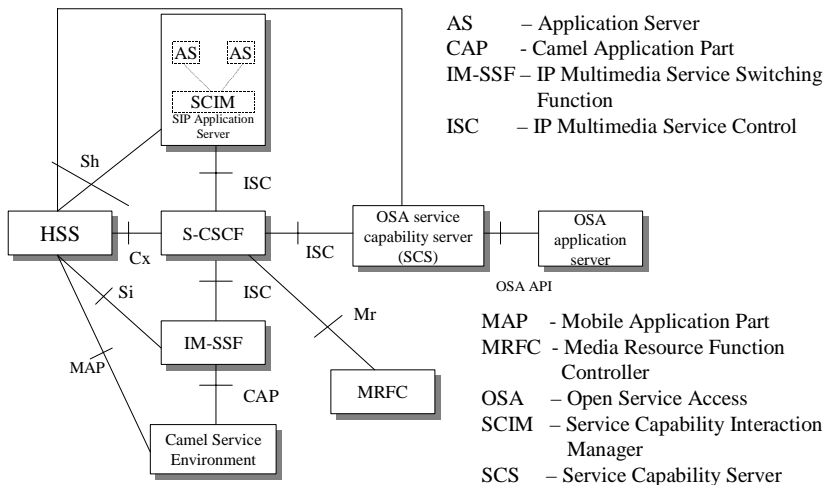 AS AS
SCIM
SIP Application
Server
Sh
ISC
HSS
S-CSCF
OSA service
capability server
(SCS)
OSA
application
server
Cx
ISC
OSA API
ISC
Si
Mr
IM-SSF
MAP
MRFC
CAP
Camel Service
Environment
AS – Application Server
CAP - Camel Application Part
IM-SSF – IP Multimedia Service Switching
Function
ISC – IP Multimedia Service Control
MAP - Mobile Application Part
MRFC - Media Resource Function
Controller
OSA – Open Service Access
SCIM – Service Capability Interaction
Manager
SCS – Service Capability Server